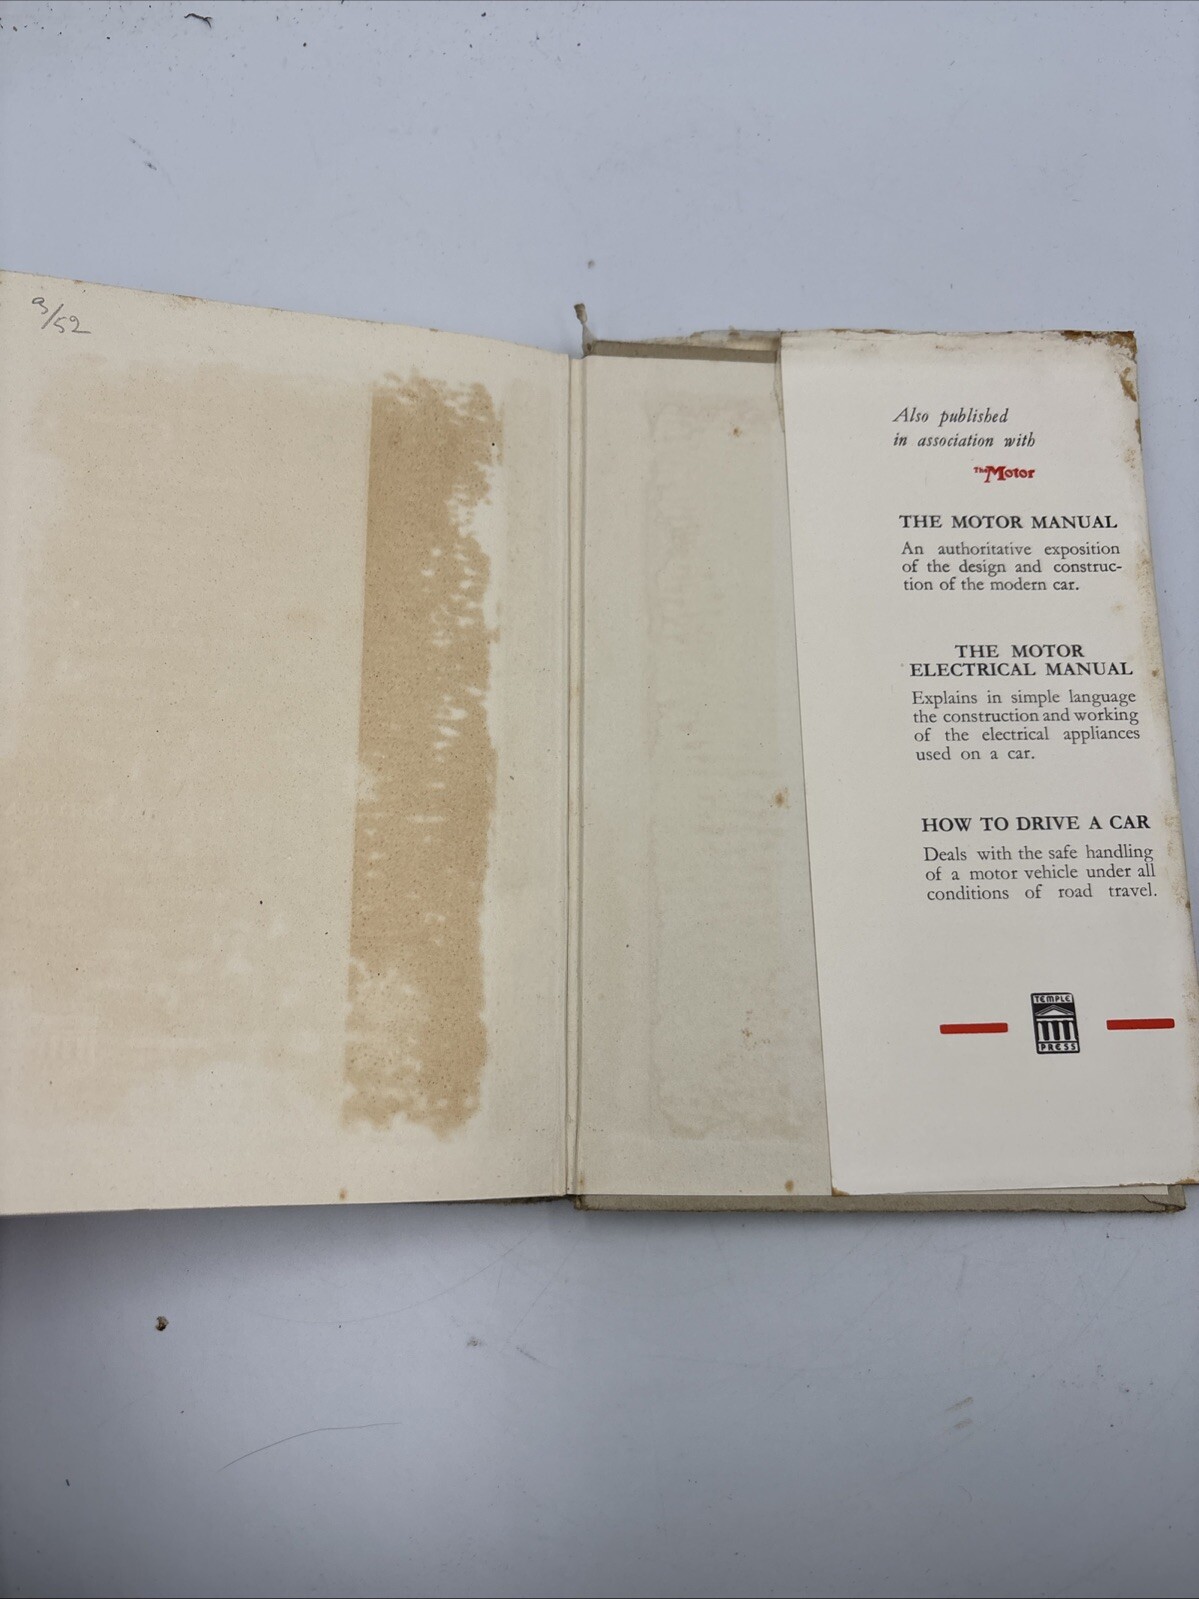 9/52
Also published
in association with
The Motor
THE MOTOR MANUAL
An authoritative exposition
of the design and construc-
tion of the modern car.
THE MOTOR
ELECTRICAL MANUAL
Explains in simple language
the construction and working
of the electrical appliances
used on a car.
HOW TO DRIVE A CAR
Deals with the safe handling
of a motor vehicle under all
conditions of road travel.
TEMPLE
PRESS